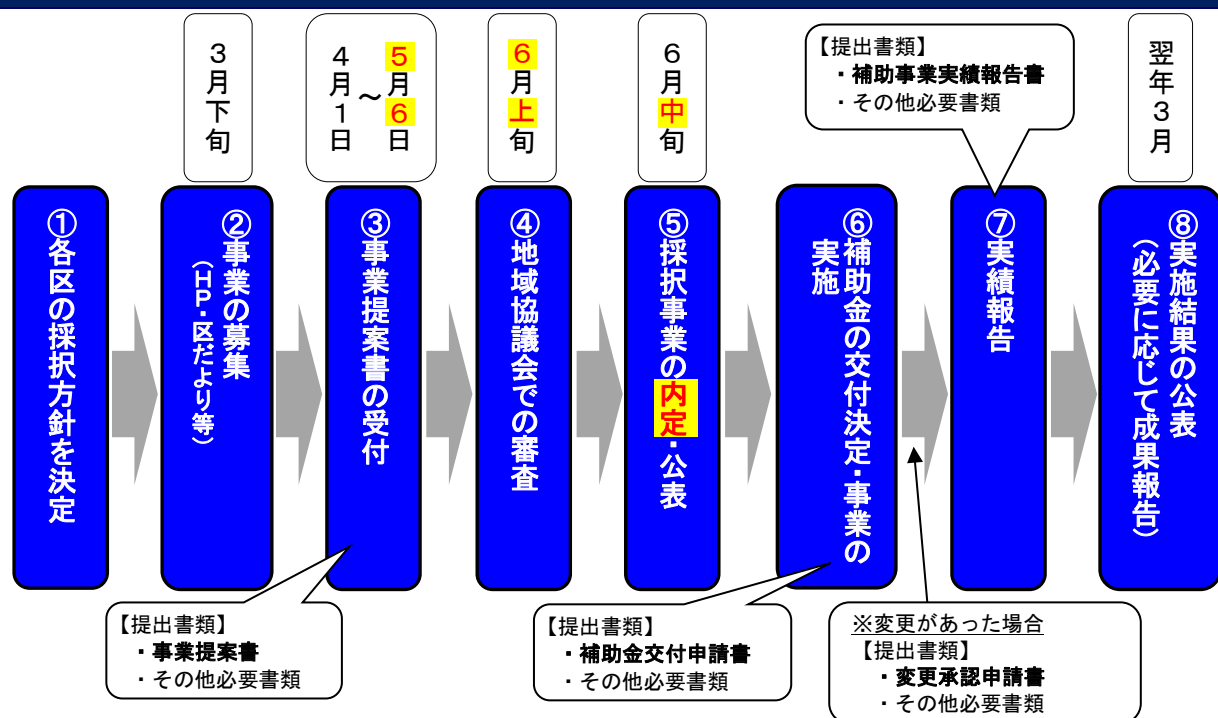 ３月下旬
４月１日
～
５月６日
６月上旬
６月中旬
【提出書類】
・補助事業実績報告書
・その他必要書類
翌年３月
①各区の採択方針を決定
②事業の募集
（ＨＰ・区だより等）
③事業提案書の受付
④地域協議会での審査
⑤採択事業の内定・公表
⑥補助金の交付決定・事業の
実施
⑦実績報告
⑧実施結果の公表
（必要に応じて成果報告）
【提出書類】
・事業提案書
・その他必要書類
【提出書類】
・補助金交付申請書
・その他必要書類
※変更があった場合
【提出書類】
・変更承認申請書
・その他必要書類